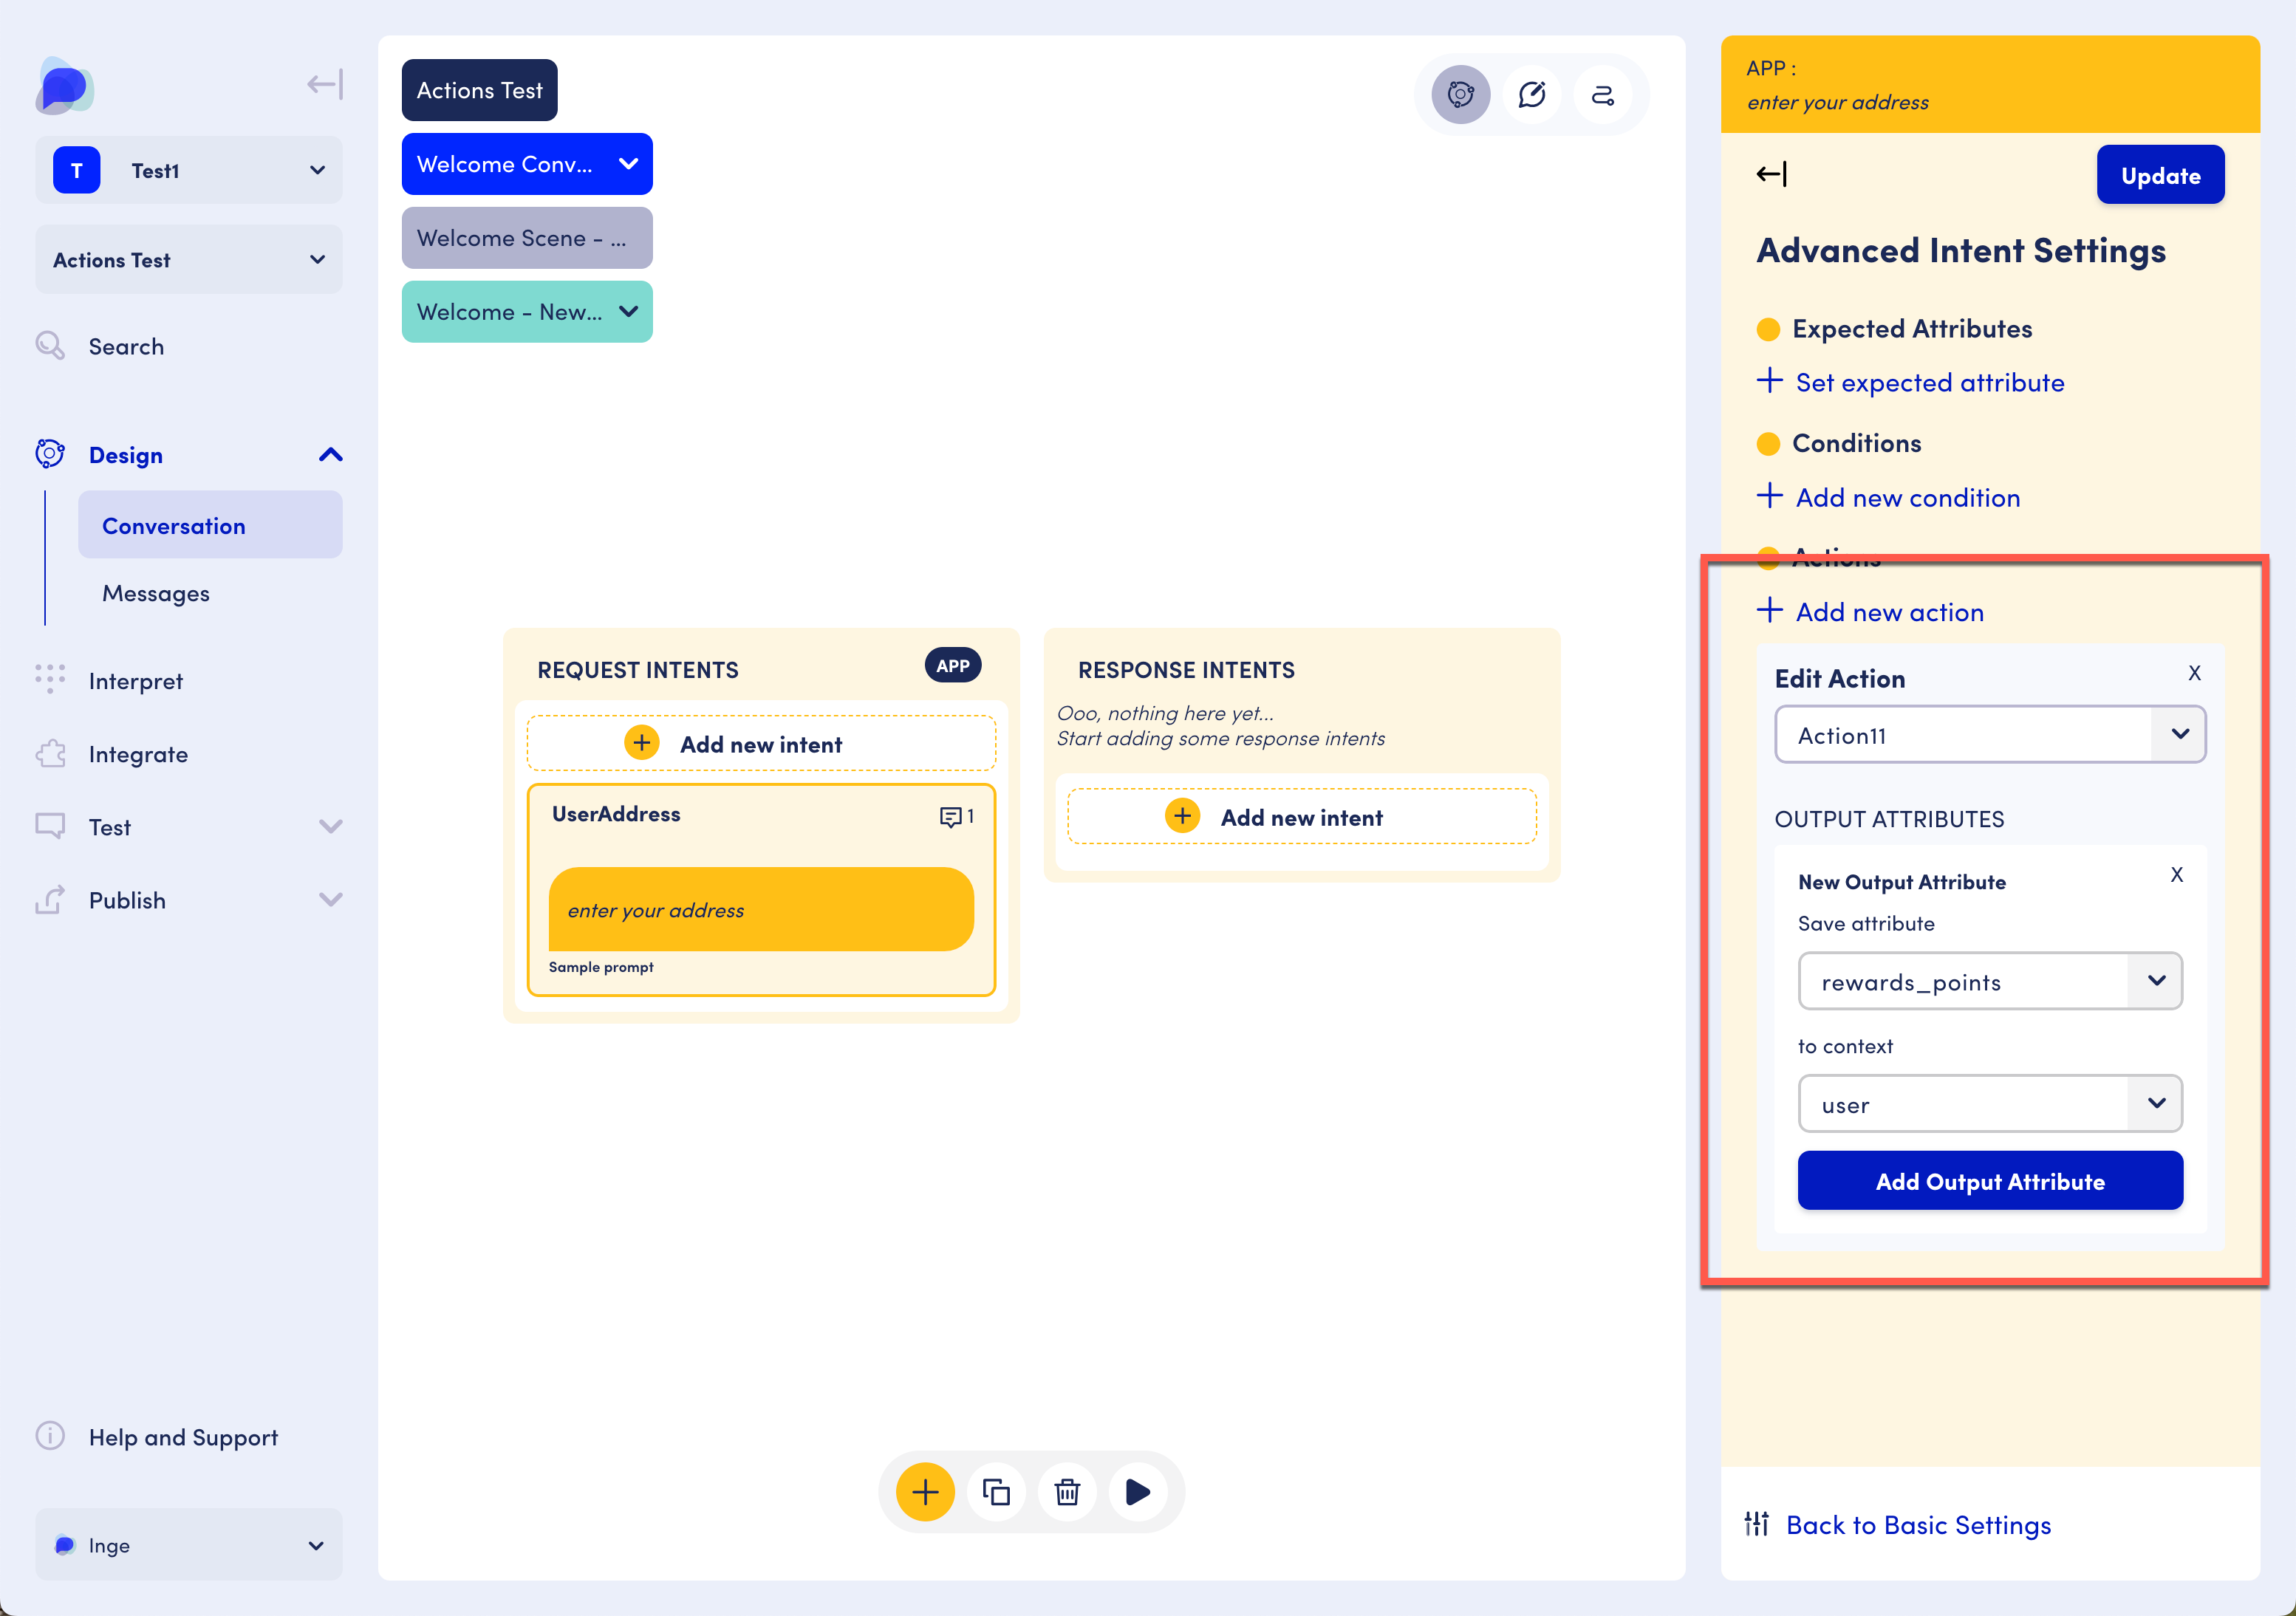 T
Test1
Actions Test
Search
Design
Conversation
Messages
Interpret
Integrate
Test
Publish
Help and Support
Inge
Actions Test
Welcome Conv...
Welcome Scene - ...
Welcome - New...
REQUEST INTENTS
APP
Add new intent
UserAddress
1
enter your address
Sample prompt
RESPONSE INTENTS
Ooo, nothing here yet...
Start adding some response intents
Add new intent
APP :
enter your address
Update
Advanced Intent Settings
Expected Attributes
Set expected attribute
Conditions
Add new condition
Actions
Add new action
Edit Action
X
Action11
OUTPUT ATTRIBUTES
New Output Attribute
X
Save attribute
rewards_points
to context
user
Add Output Attribute
Back to Basic Settings